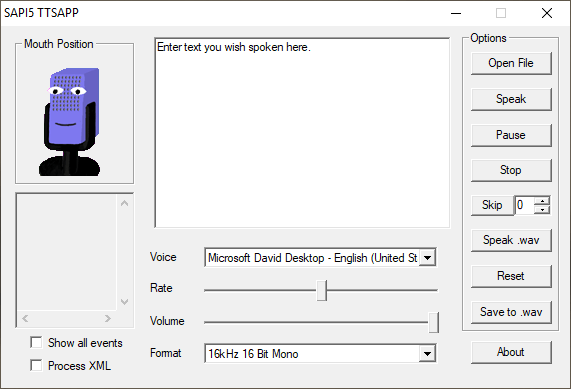 SAPI5 TTSAPP
Mouth Position
Enter text you wish spoken here.
Options
Open File
Speak
Pause
Stop
Skip 0
Speak .wav
Reset
Save to .wav
About
Voice Microsoft David Desktop - English (United St
Rate
Volume
Format 16kHz 16 Bit Mono
Show all events
Process XML